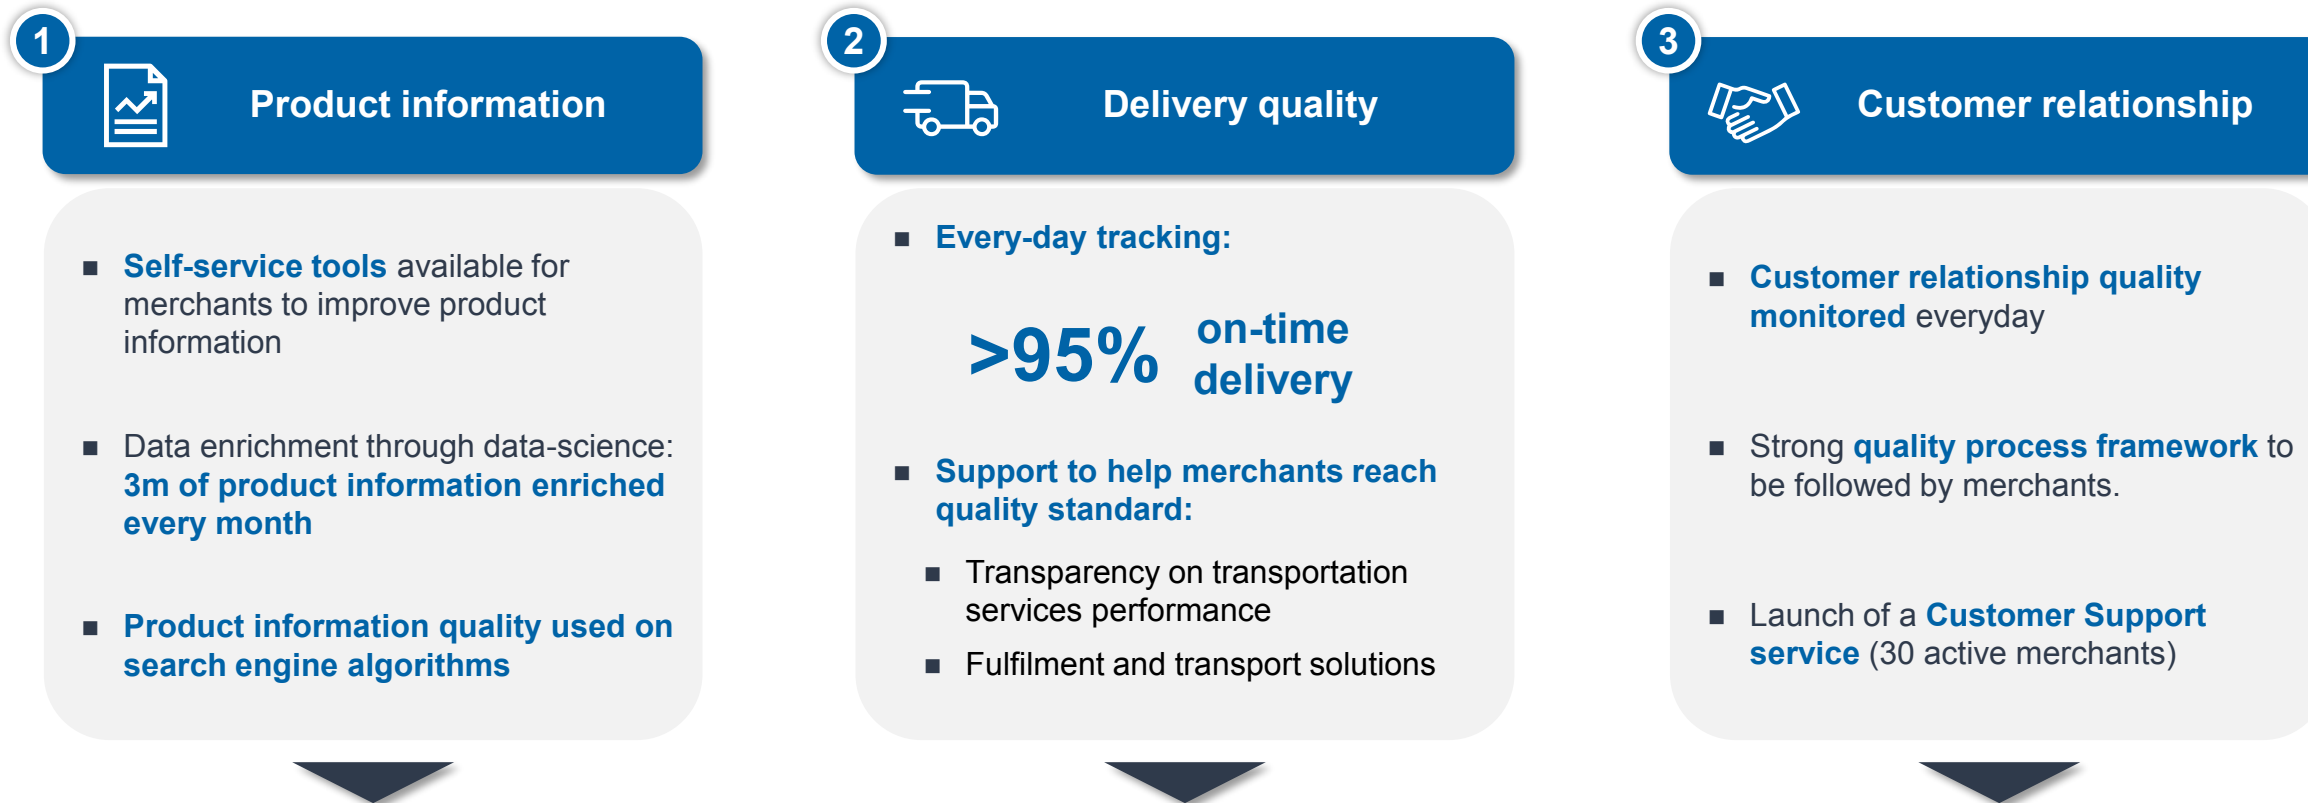 1
Product information
■ Self-service tools available for
merchants to improve product
information
■ Data enrichment through data-science:
3m of product information enriched
every month
■ Product information quality used on
search engine algorithms
2
Delivery quality
■ Every-day tracking:
>95% on-time
delivery
■ Support to help merchants reach
quality standard:
■ Transparency on transportation
services performance
■ Fulfilment and transport solutions
3
Customer relationship
■ Customer relationship quality
monitored everyday
■ Strong quality process framework to
be followed by merchants.
■ Launch of a Customer Support
service (30 active merchants)